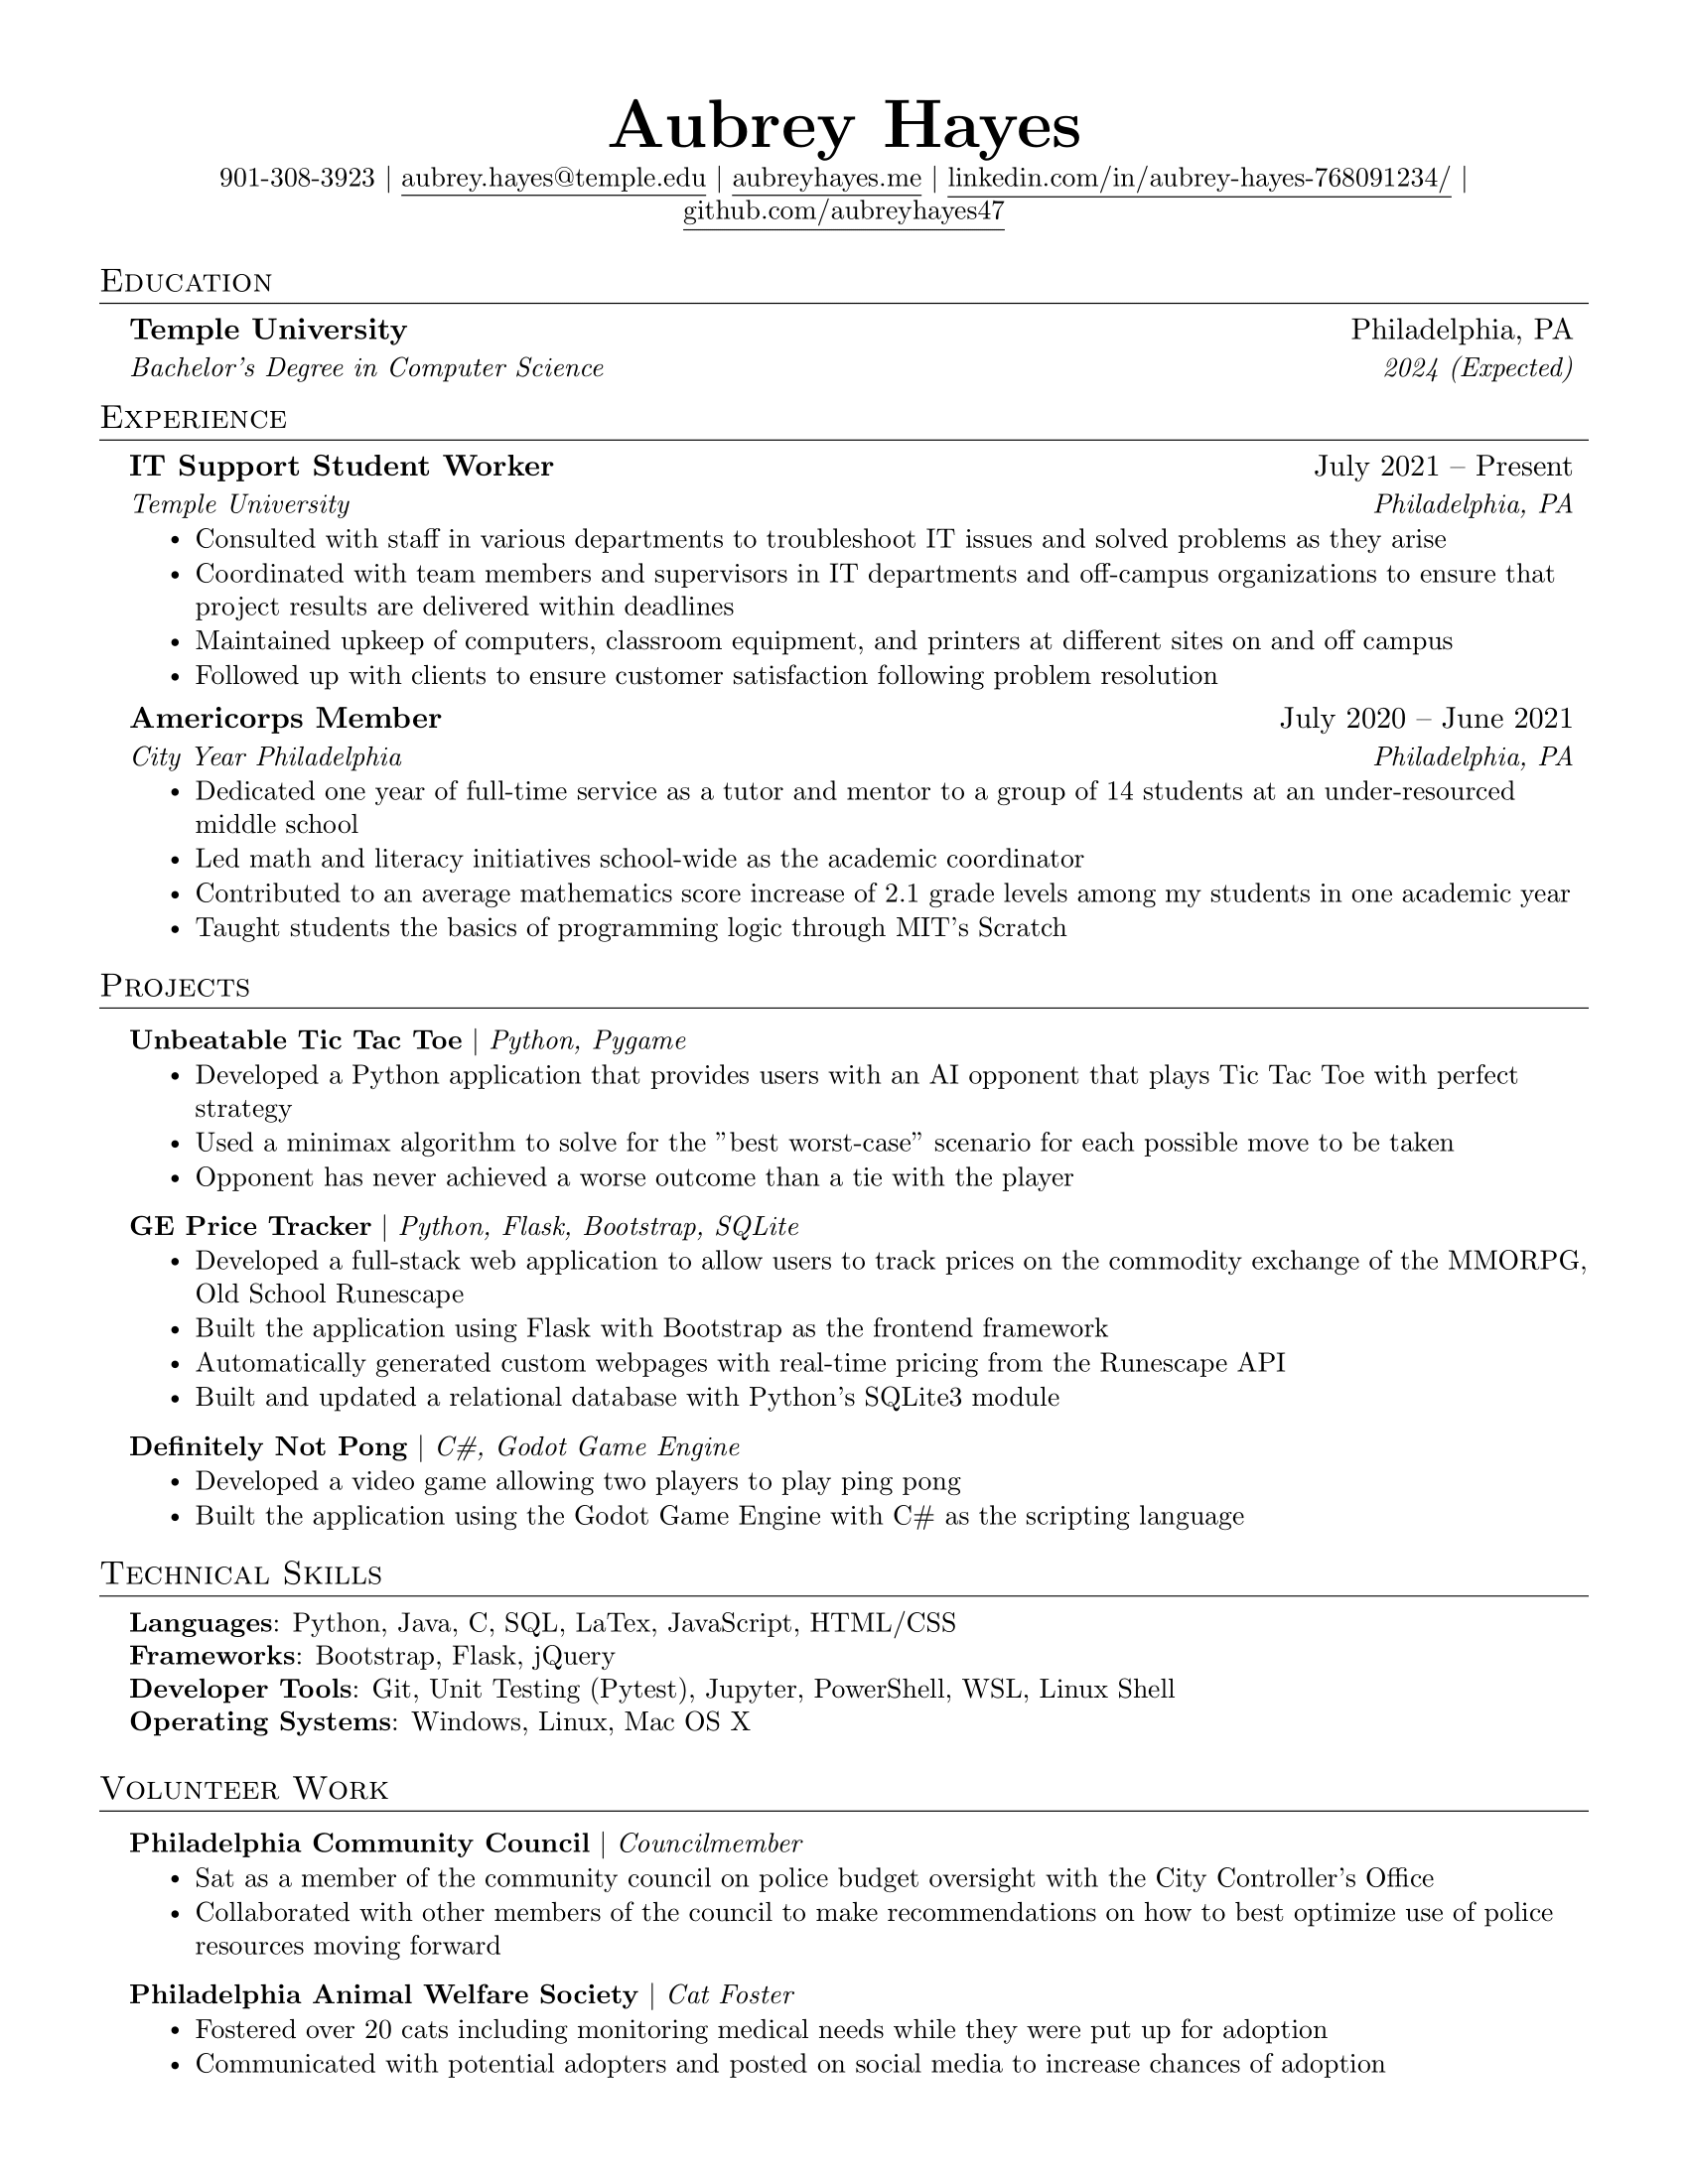 Aubrey Hayes
901-308-3923 | aubrey.hayes@temple.edu | aubreyhayes.me | linkedin.com/in/aubrey-hayes-768091234/ |
github.com/aubreyhayes47
Education
Temple University Philadelphia, PA
Bachelor's Degree in Computer Science 2024 (Expected)
Experience
IT Support Student Worker July 2021 – Present
Temple University Philadelphia, PA
• Consulted with staff in various departments to troubleshoot IT issues and solved problems as they arise
• Coordinated with team members and supervisors in IT departments and off-campus organizations to ensure that
project results are delivered within deadlines
• Maintained upkeep of computers, classroom equipment, and printers at different sites on and off campus
• Followed up with clients to ensure customer satisfaction following problem resolution
Americorps Member July 2020 – June 2021
City Year Philadelphia Philadelphia, PA
• Dedicated one year of full-time service as a tutor and mentor to a group of 14 students at an under-resourced
middle school
• Led math and literacy initiatives school-wide as the academic coordinator
• Contributed to an average mathematics score increase of 2.1 grade levels among my students in one academic year
• Taught students the basics of programming logic through MIT's Scratch
Projects
Unbeatable Tic Tac Toe | Python, Pygame
• Developed a Python application that provides users with an AI opponent that plays Tic Tac Toe with perfect
strategy
• Used a minimax algorithm to solve for the ”best worst-case” scenario for each possible move to be taken
• Opponent has never achieved a worse outcome than a tie with the player
GE Price Tracker | Python, Flask, Bootstrap, SQLite
• Developed a full-stack web application to allow users to track prices on the commodity exchange of the MMORPG,
Old School Runescape
• Built the application using Flask with Bootstrap as the frontend framework
• Automatically generated custom webpages with real-time pricing from the Runescape API
• Built and updated a relational database with Python's SQLite3 module
Definitely Not Pong | C#, Godot Game Engine
• Developed a video game allowing two players to play ping pong
• Built the application using the Godot Game Engine with C# as the scripting language
Technical Skills
Languages: Python, Java, C, SQL, LaTex, JavaScript, HTML/CSS
Frameworks: Bootstrap, Flask, jQuery
Developer Tools: Git, Unit Testing (Pytest), Jupyter, PowerShell, WSL, Linux Shell
Operating Systems: Windows, Linux, Mac OS X
Volunteer Work
Philadelphia Community Council | Councilmember
• Sat as a member of the community council on police budget oversight with the City Controller's Office
• Collaborated with other members of the council to make recommendations on how to best optimize use of police
resources moving forward
Philadelphia Animal Welfare Society | Cat Foster
• Fostered over 20 cats including monitoring medical needs while they were put up for adoption
• Communicated with potential adopters and posted on social media to increase chances of adoption